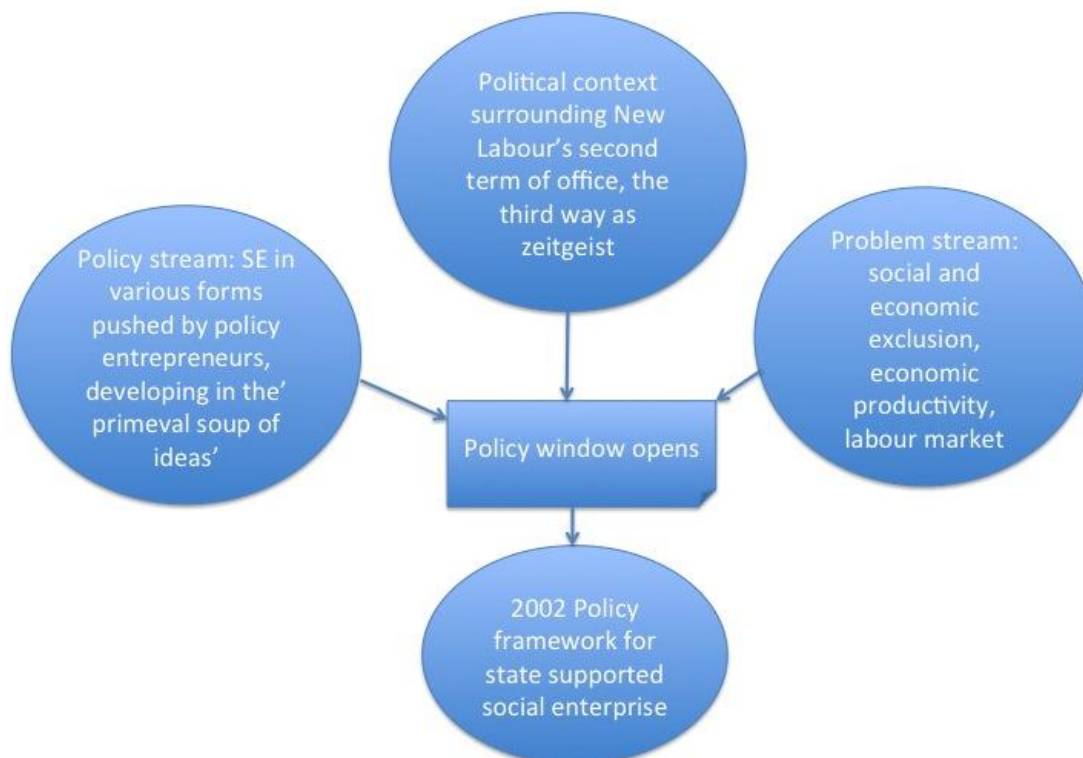 Political context
surrounding New
Labour’s second
term of office, the
third way as
zeitgeist
Policy stream: SE in
various forms
pushed by policy
entrepreneurs,
developing in the’
primeval soup of
ideas’
Problem stream:
social and
economic
exclusion,
economic
productivity,
labour market
Policy window opens
2002 Policy
framework for
state supported
social enterprise